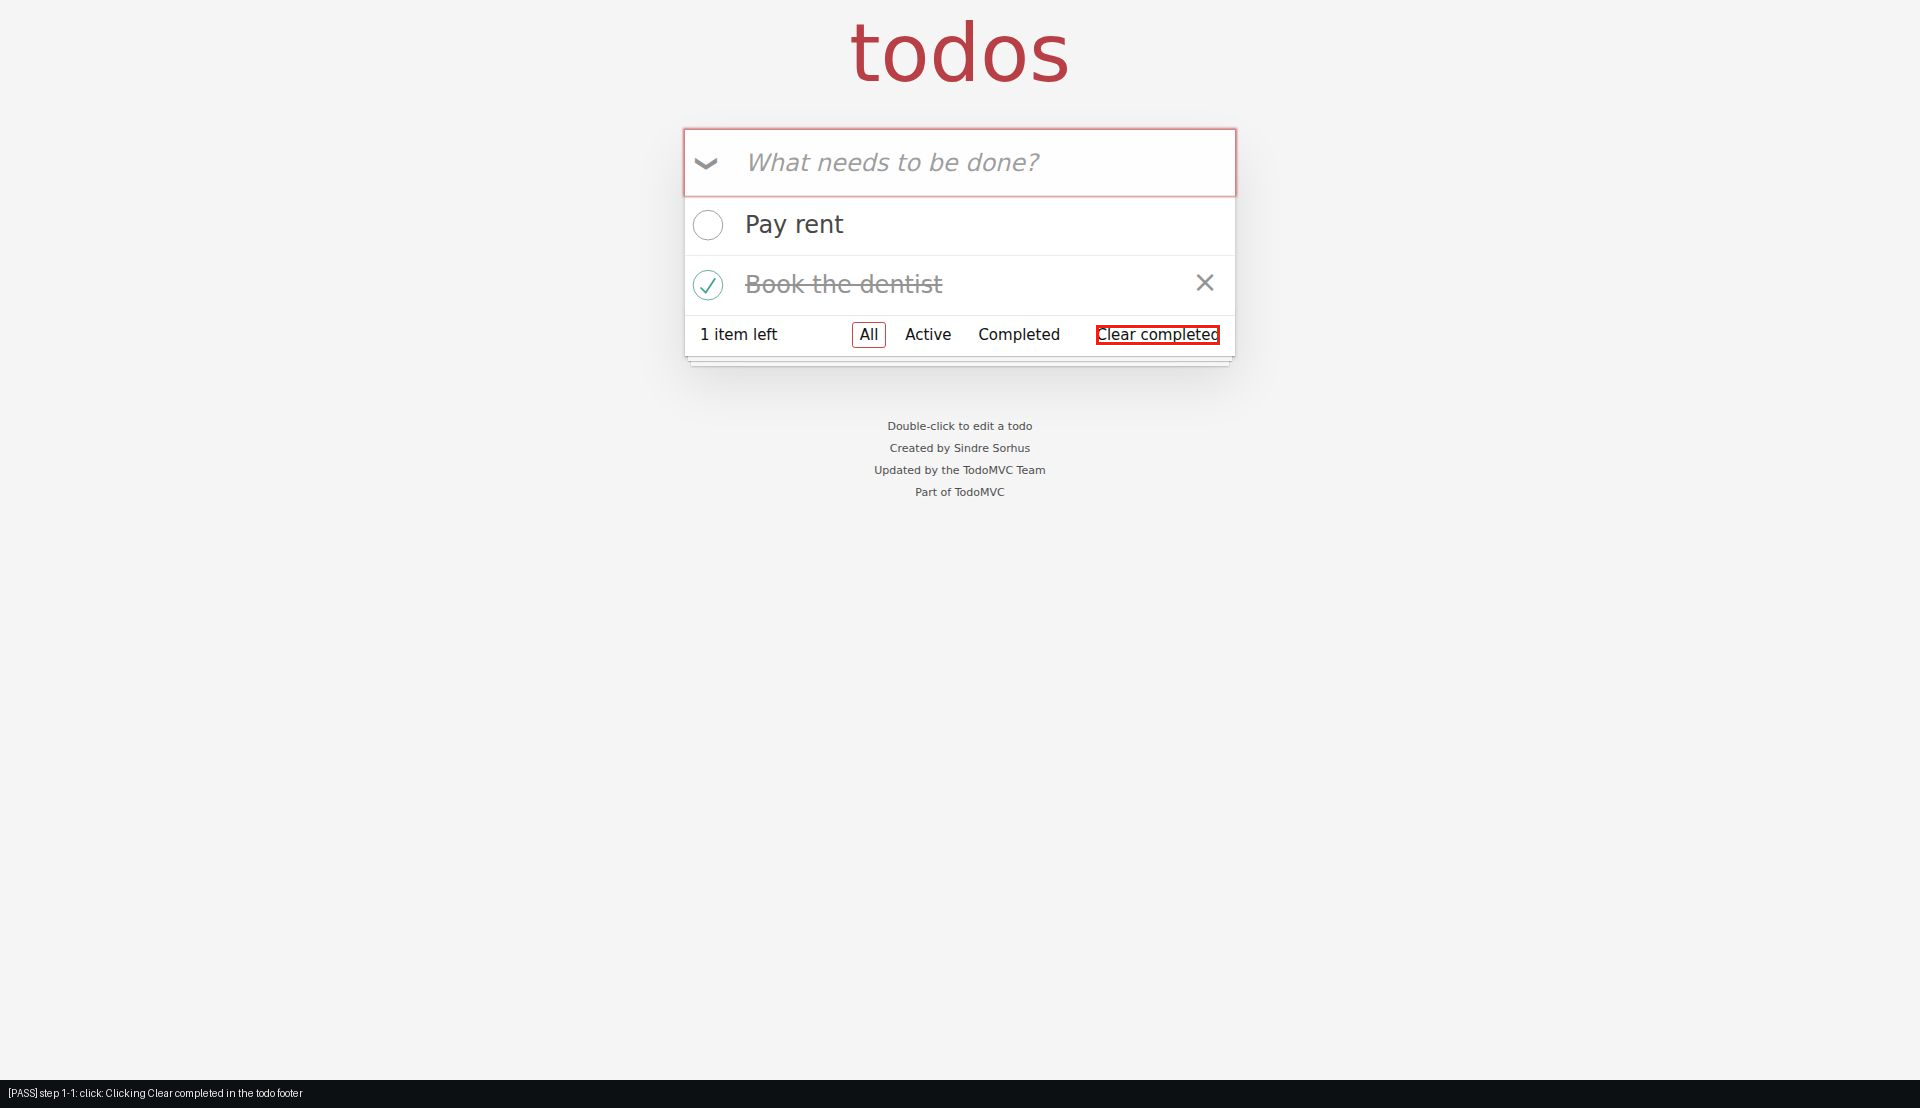 todos
What needs to be done?
Pay rent
Book the dentist
1 item left All Active Completed Clear completed
Double-click to edit a todo
Created by Sindre Sorhus
Updated by the TodoMVC Team
Part of TodoMVC
[PASS] step 1-1: click: Clicking Clear completed in the todo footer